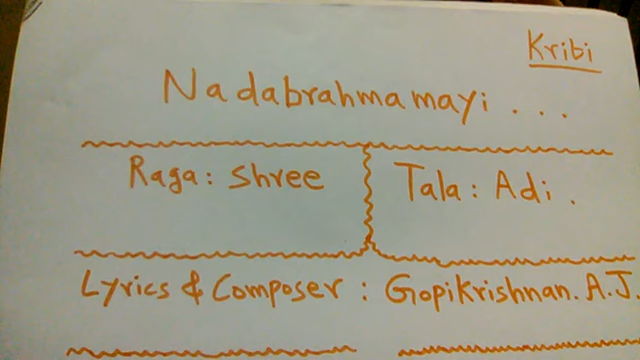 Kribi
Nadabrahmamayi . . .
Raga : Shree
Tala : Adi .
Lyrics & Composer : Gopikrishnan. A.J.